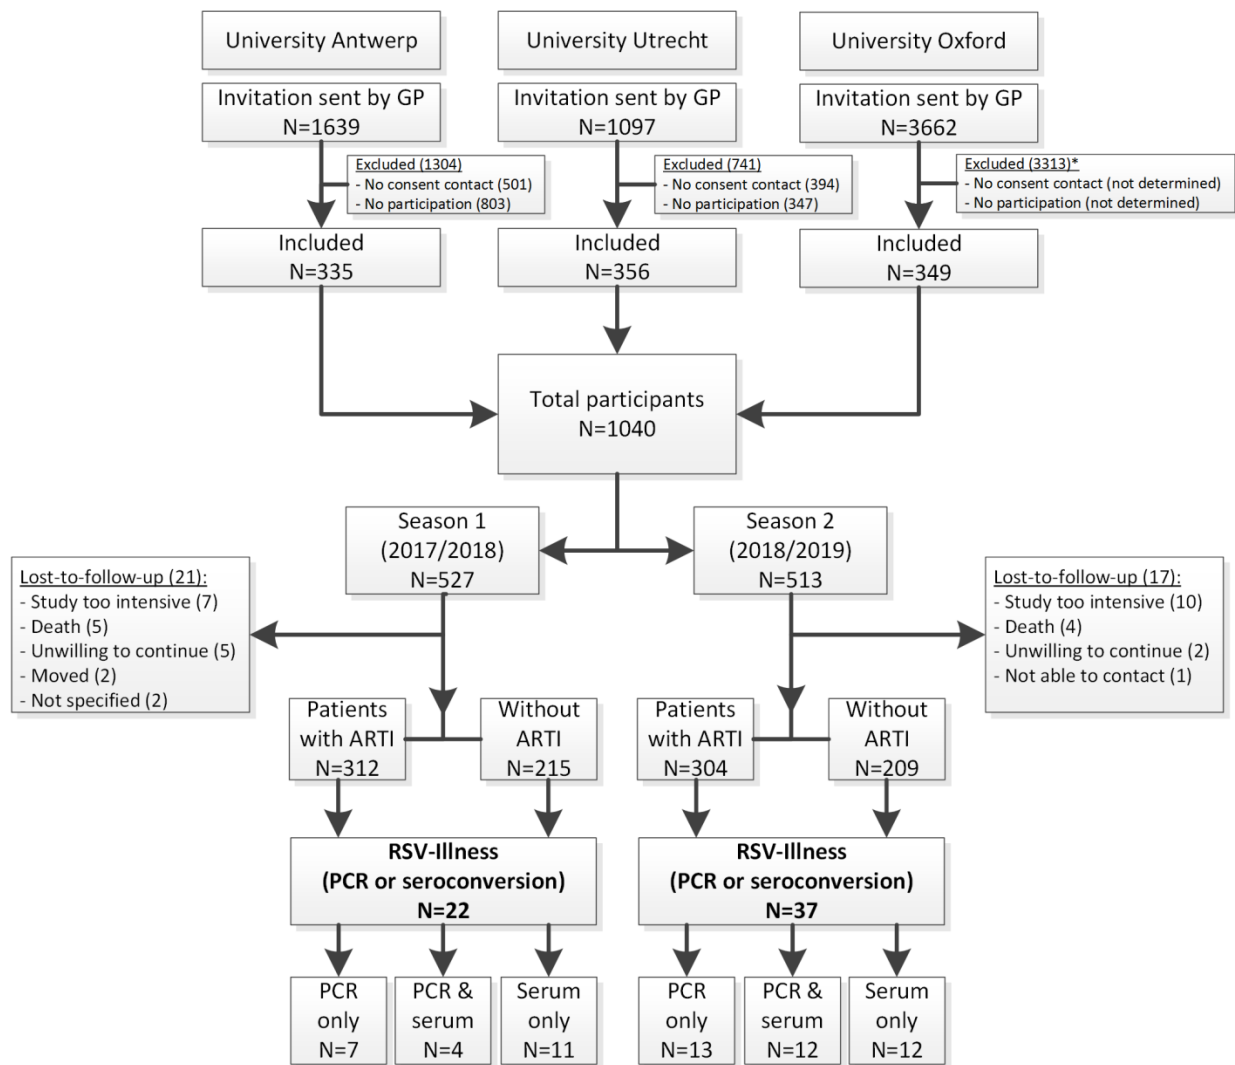 University Antwerp
University Utrecht
University Oxford
Invitation sent by GP
N=1639
Invitation sent by GP
N=1097
Invitation sent by GP
N=3662
Excluded (1304)
- No consent contact (501)
- No participation (803)
Excluded (741)
- No consent contact (394)
- No participation (347)
Excluded (3313)*
- No consent contact (not determined)
- No participation (not determined)
Included
N=335
Included
N=356
Included
N=349
Total participants
N=1040
Season 1
(2017/2018)
N=527
Season 2
(2018/2019)
N=513
Lost-to-follow-up (21):
- Study too intensive (7)
- Death (5)
- Unwilling to continue (5)
- Moved (2)
- Not specified (2)
Lost-to-follow-up (17):
- Study too intensive (10)
- Death (4)
- Unwilling to continue (2)
- Not able to contact (1)
Patients
with ARTI
N=312
Without
ARTI
N=215
Patients
with ARTI
N=304
Without
ARTI
N=209
RSV-Illness
(PCR or seroconversion)
N=22
RSV-Illness
(PCR or seroconversion)
N=37
PCR
only
N=7
PCR &
serum
N=4
Serum
only
N=11
PCR
only
N=13
PCR &
serum
N=12
Serum
only
N=12